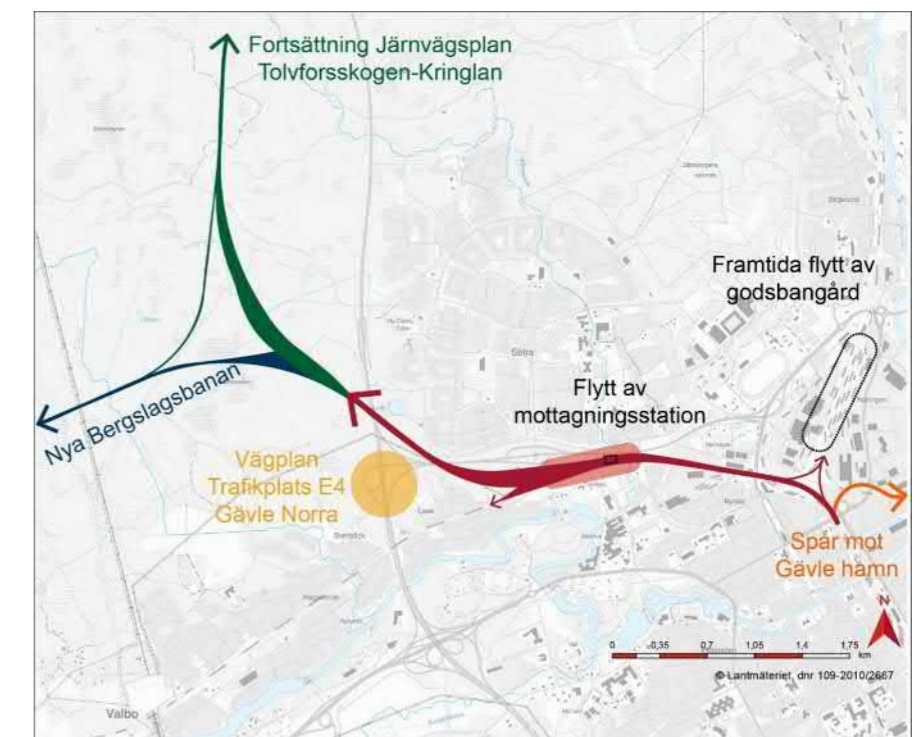 Fortsättning Järnvägsplan
Tolvforsskogen-Kringlan
Framtida flytt av
godsbangård
Sätra
Flytt av
mottagningsstation
Nya Bergslagsbanan
Vägplan
Trafikplats E4
Gävle Norra
Spår mot
Gävle hamn
N
0 0,35 0,7 1,05 1,4 1,75
km
© Lantmäteriet, dnr 109-2010/2667
Valbo